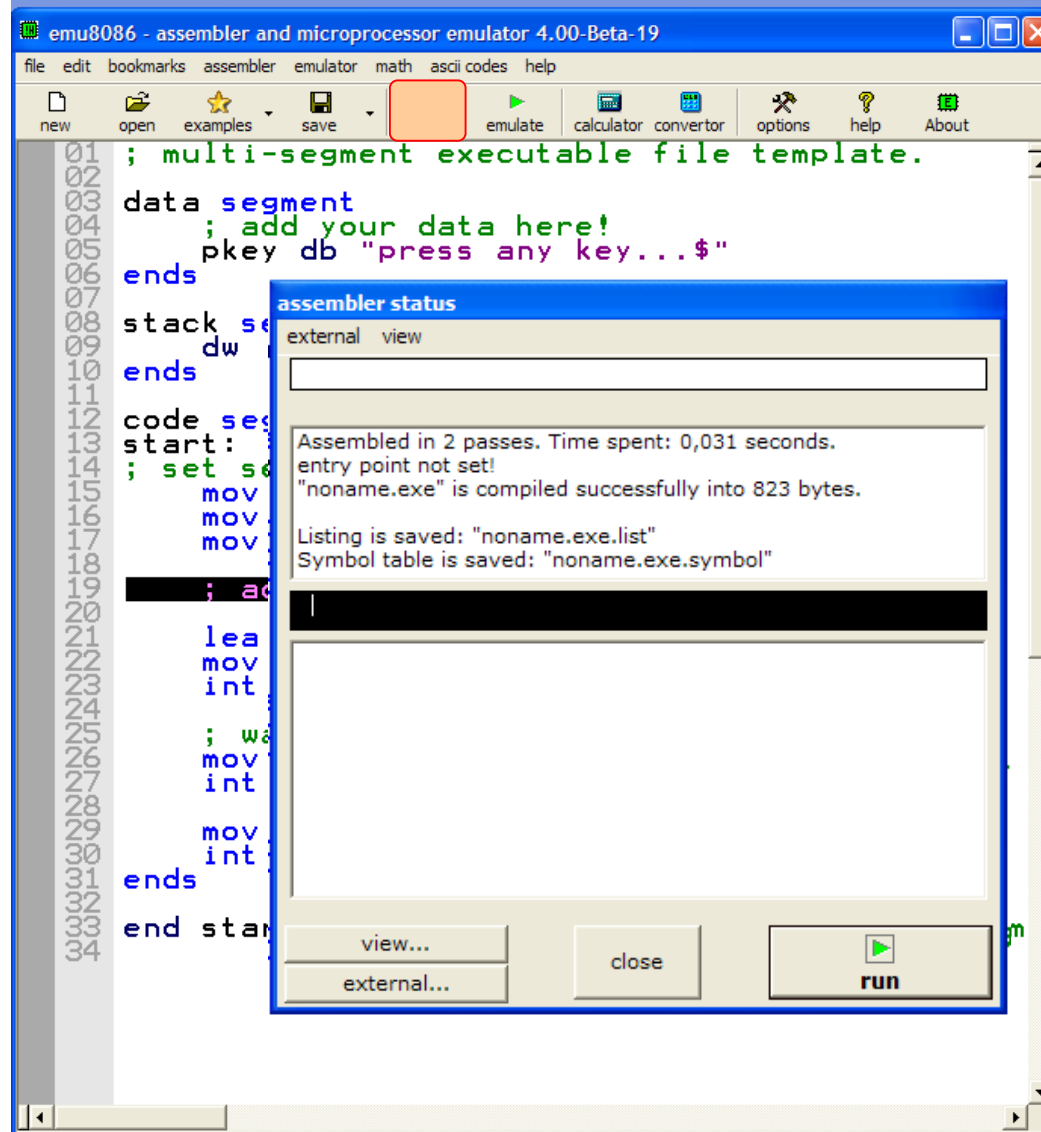 emu8086 - assembler and microprocessor emulator 4.00-Beta-19
file edit bookmarks assembler emulator math ascii codes help
new open examples save emulate calculator convertor options help About
01 ; multi-segment executable file template.
02
03 data segment
04 ; add your data here!
05 pkey db "press any key...$"
06 ends
07
08 stack se
09 dw
10 ends
11
12 code seg
13 start:
14 ; set se
15 mov
16 mov
17 mov
18
19 ; ad
20
21 lea
22 mov
23 int
24
25 ; wa
26 mov
27 int
28
29 mov
30 int
31 ends
32
33 end star
34
assembler status
external view
Assembled in 2 passes. Time spent: 0,031 seconds.
entry point not set!
"noname.exe" is compiled successfully into 823 bytes.
Listing is saved: "noname.exe.list"
Symbol table is saved: "noname.exe.symbol"
view...
external...
close
run